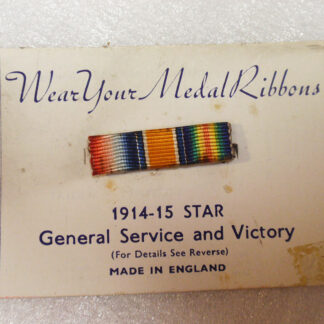 Wear Your Medal Ribbons
1914-15 STAR
General Service and Victory
(For Details See Reverse)
MADE IN ENGLAND